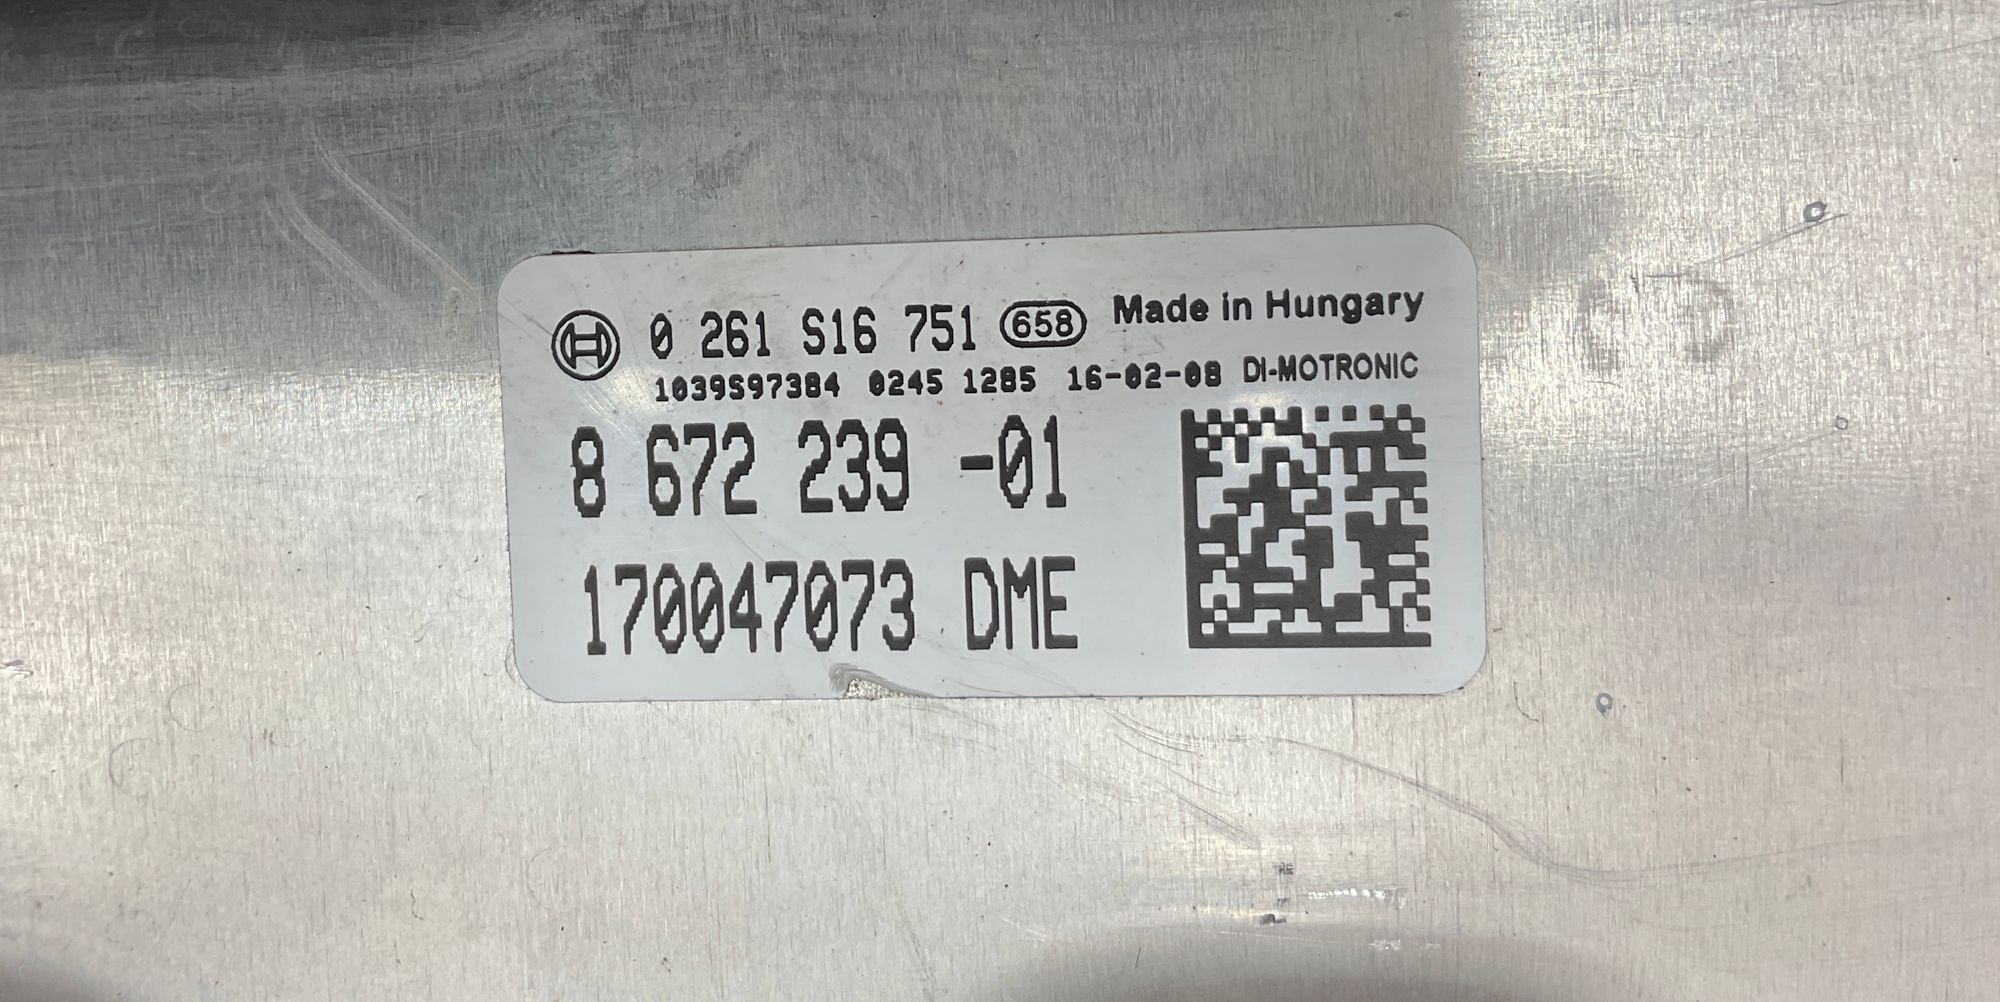 0 261 S16 751 658 Made in Hungary
1039S97384 0245 1285 16-02-08 DI-MOTRONIC
8 672 239 -01
170047073 DME